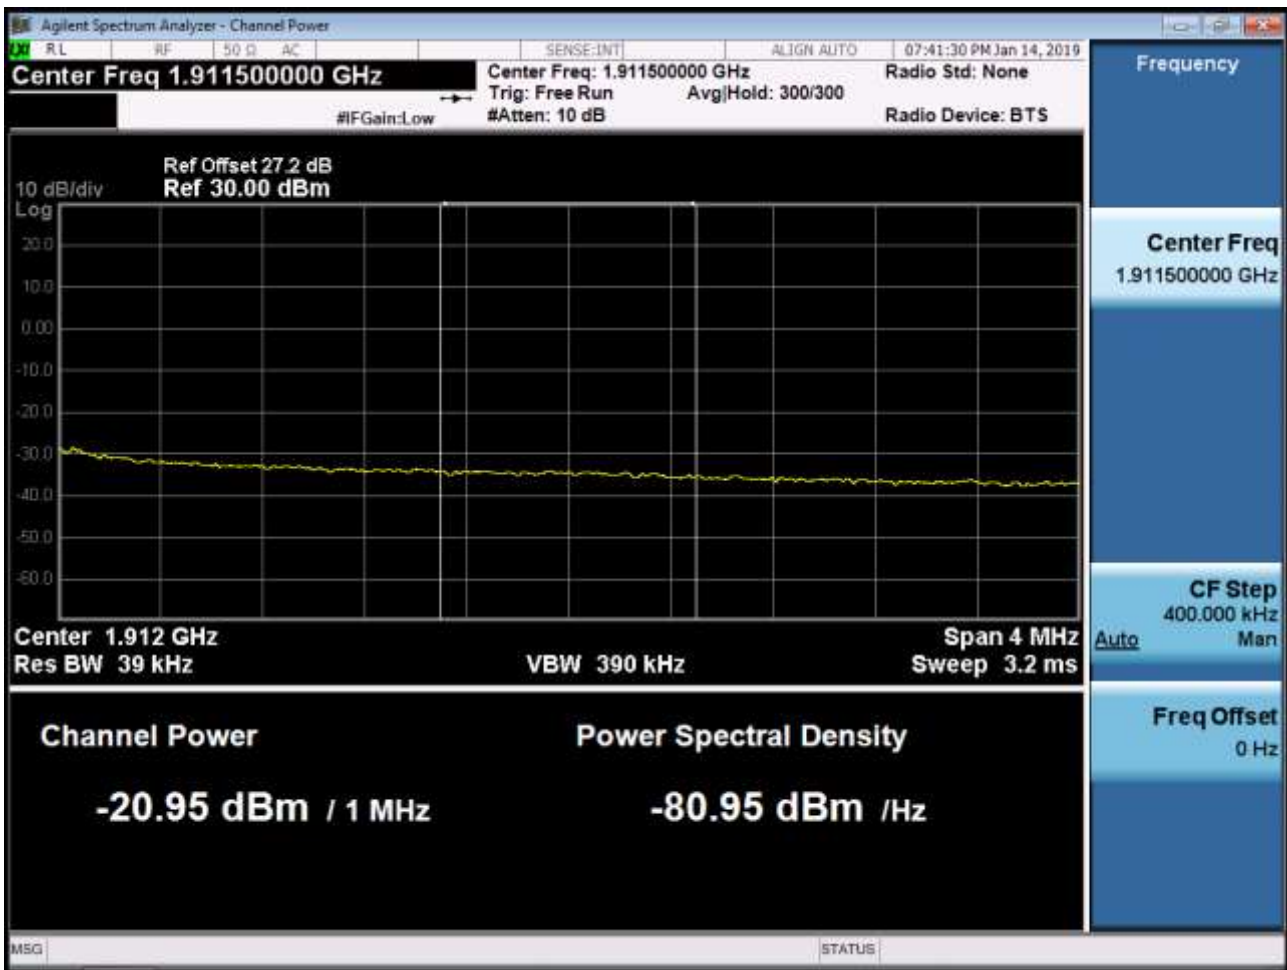 Agilent Spectrum Analyzer - Channel Power
LXI RL RF 50 Ω AC SENSE:INT ALIGN AUTO 07:41:30 PM Jan 14, 2019
Center Freq 1.911500000 GHz
Center Freq: 1.911500000 GHz Radio Std: None
Trig: Free Run Avg|Hold: 300/300
#IFGain:Low #Atten: 10 dB Radio Device: BTS
Ref Offset 27.2 dB
10 dB/div Ref 30.00 dBm
Log
20.0
10.0
0.00
-10.0
-20.0
-30.0
-40.0
-50.0
-60.0
Center 1.912 GHz Span 4 MHz
Res BW 39 kHz VBW 390 kHz Sweep 3.2 ms
Channel Power Power Spectral Density
-20.95 dBm / 1 MHz -80.95 dBm /Hz
MSG STATUS
Frequency
Center Freq
1.911500000 GHz
CF Step
400.000 kHz
Auto Man
Freq Offset
0 Hz